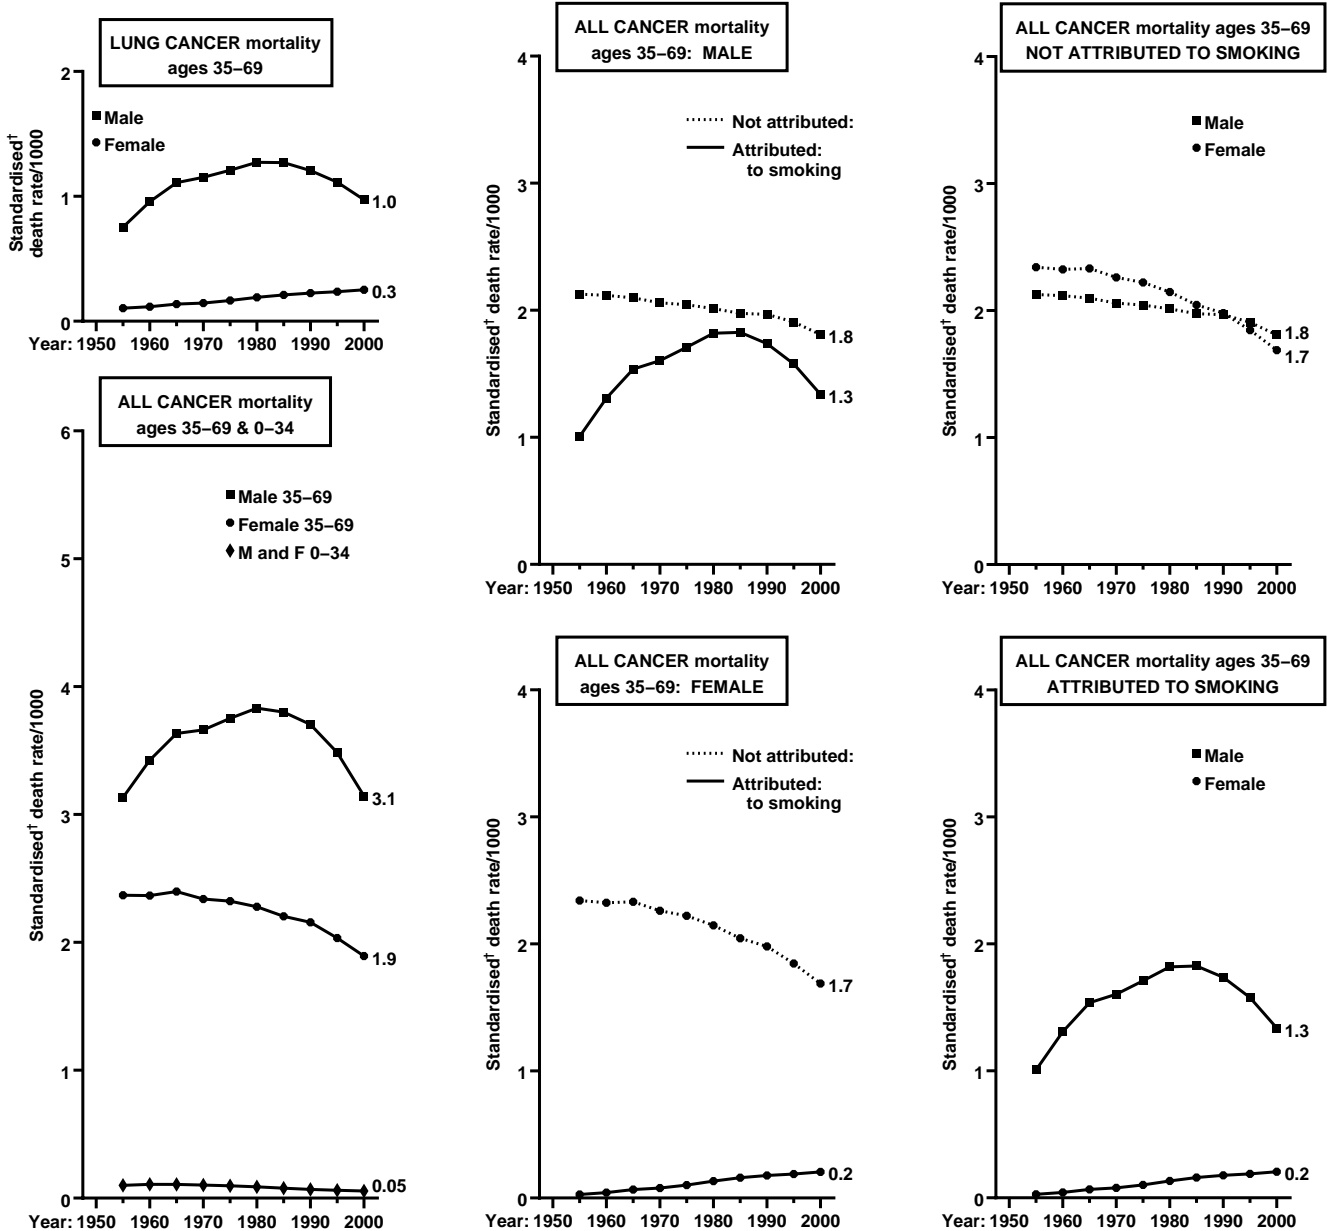 LUNG CANCER mortality
ages 35–69
2
1
0
Standardised†
death rate/1000
Male
Female
1.0
0.3
Year: 1950 1960 1970 1980 1990 2000
ALL CANCER mortality
ages 35–69 & 0–34
6
5
4
3
2
1
0
Standardised† death rate/1000
Male 35–69
Female 35–69
M and F 0–34
3.1
1.9
0.05
Year: 1950 1960 1970 1980 1990 2000
ALL CANCER mortality
ages 35–69: MALE
4
3
2
1
0
Standardised† death rate/1000
Not attributed:
Attributed:
to smoking
1.8
1.3
Year: 1950 1960 1970 1980 1990 2000
ALL CANCER mortality
ages 35–69: FEMALE
4
3
2
1
0
Standardised† death rate/1000
Not attributed:
Attributed:
to smoking
1.7
0.2
Year: 1950 1960 1970 1980 1990 2000
ALL CANCER mortality ages 35–69
NOT ATTRIBUTED TO SMOKING
4
3
2
1
0
Standardised† death rate/1000
Male
Female
1.8
1.7
Year: 1950 1960 1970 1980 1990 2000
ALL CANCER mortality ages 35–69
ATTRIBUTED TO SMOKING
4
3
2
1
0
Standardised† death rate/1000
Male
Female
1.3
0.2
Year: 1950 1960 1970 1980 1990 2000